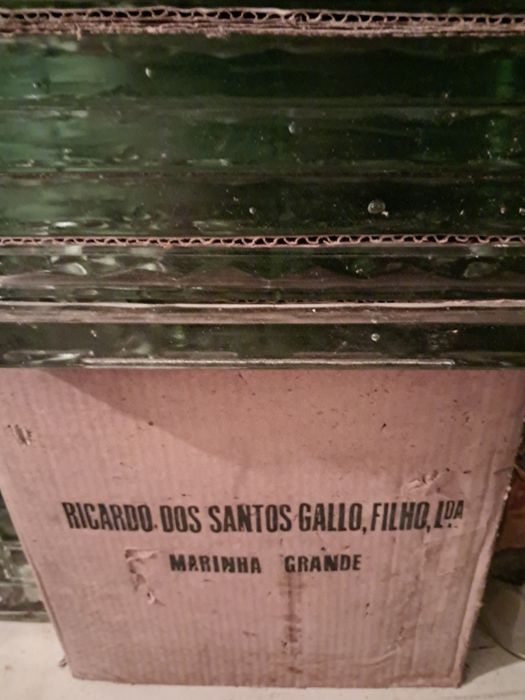 RICARDO DOS SANTOS GALLO, FILHO, LDA
MARINHA GRANDE